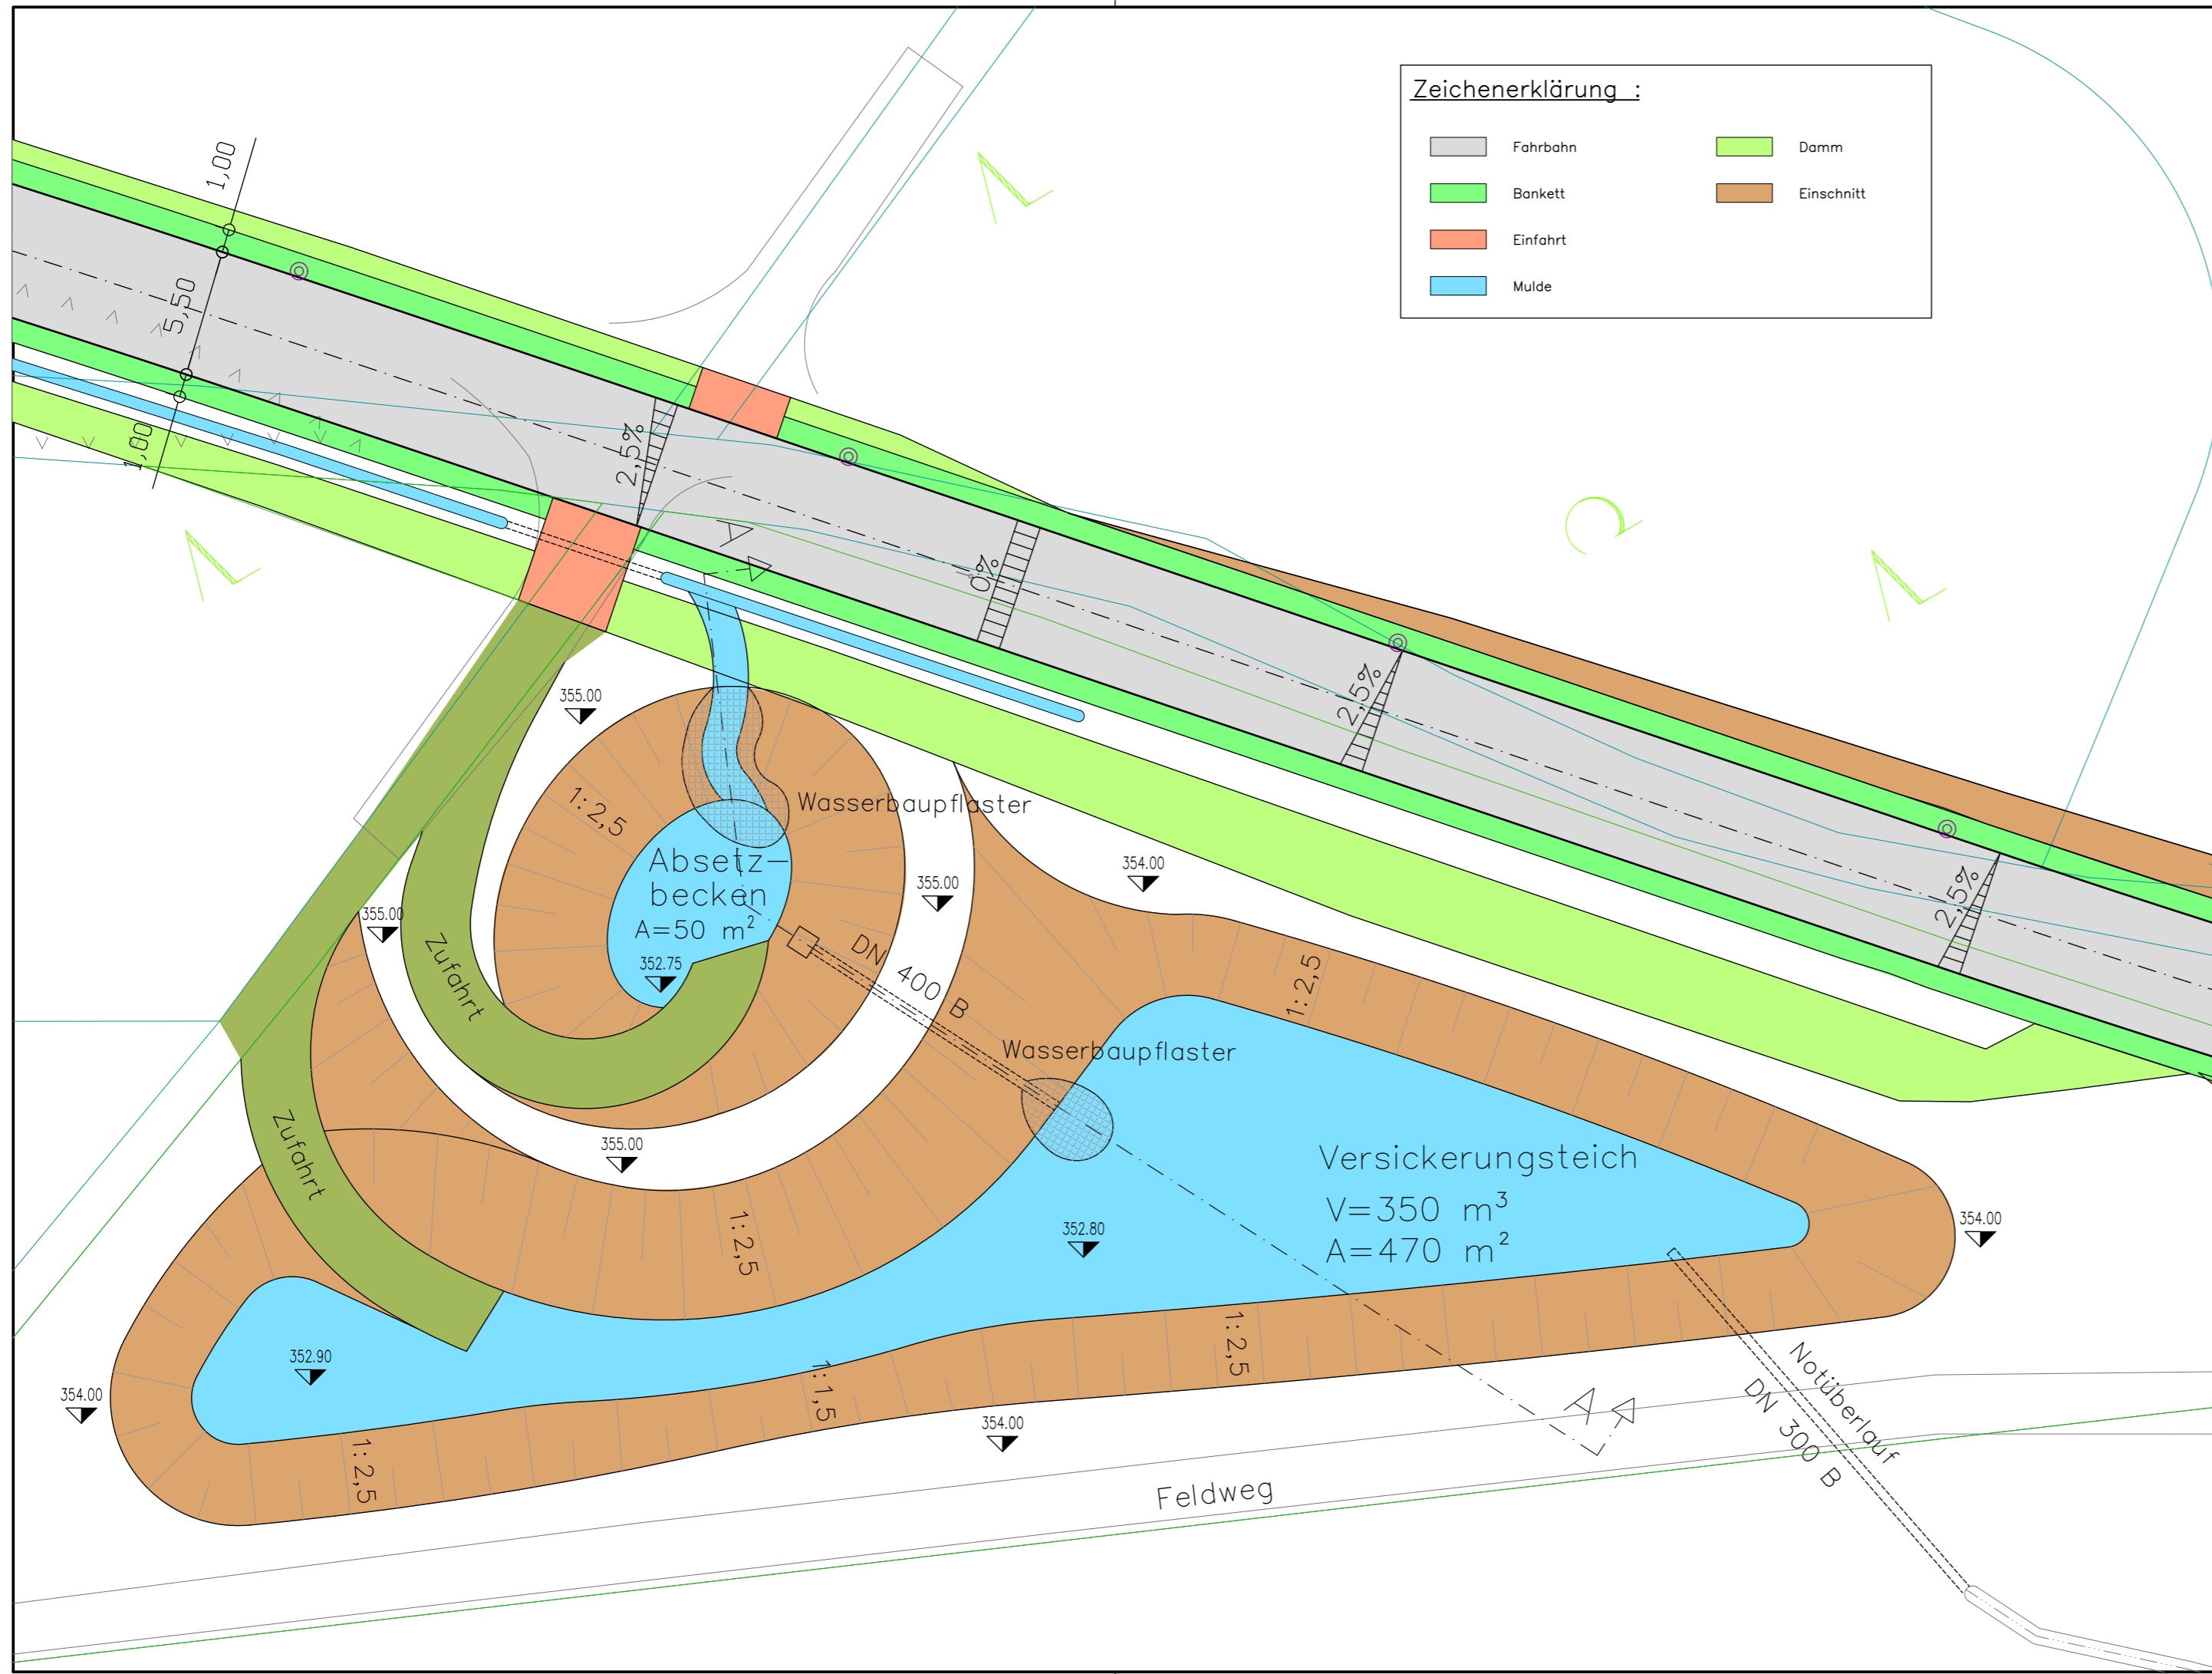 Zeichenerklärung :
Fahrbahn
Damm
Bankett
Einschnitt
Einfahrt
Mulde
1,00
5,50
1,00
2,5%
A
0%
2,5%
2,5%
355.00
1:2,5
Wasserbaupflaster
Absetz-
becken
A=50 m²
352.75
355.00
354.00
355.00
Zufahrt
DN 400 B
1:2,5
Wasserbaupflaster
Zufahrt
355.00
1:2,5
Versickerungsteich
V=350 m³
A=470 m²
352.80
354.00
352.90
354.00
1:2,5
1:1,5
1:2,5
354.00
A
Notüberlauf
DN 300 B
Feldweg